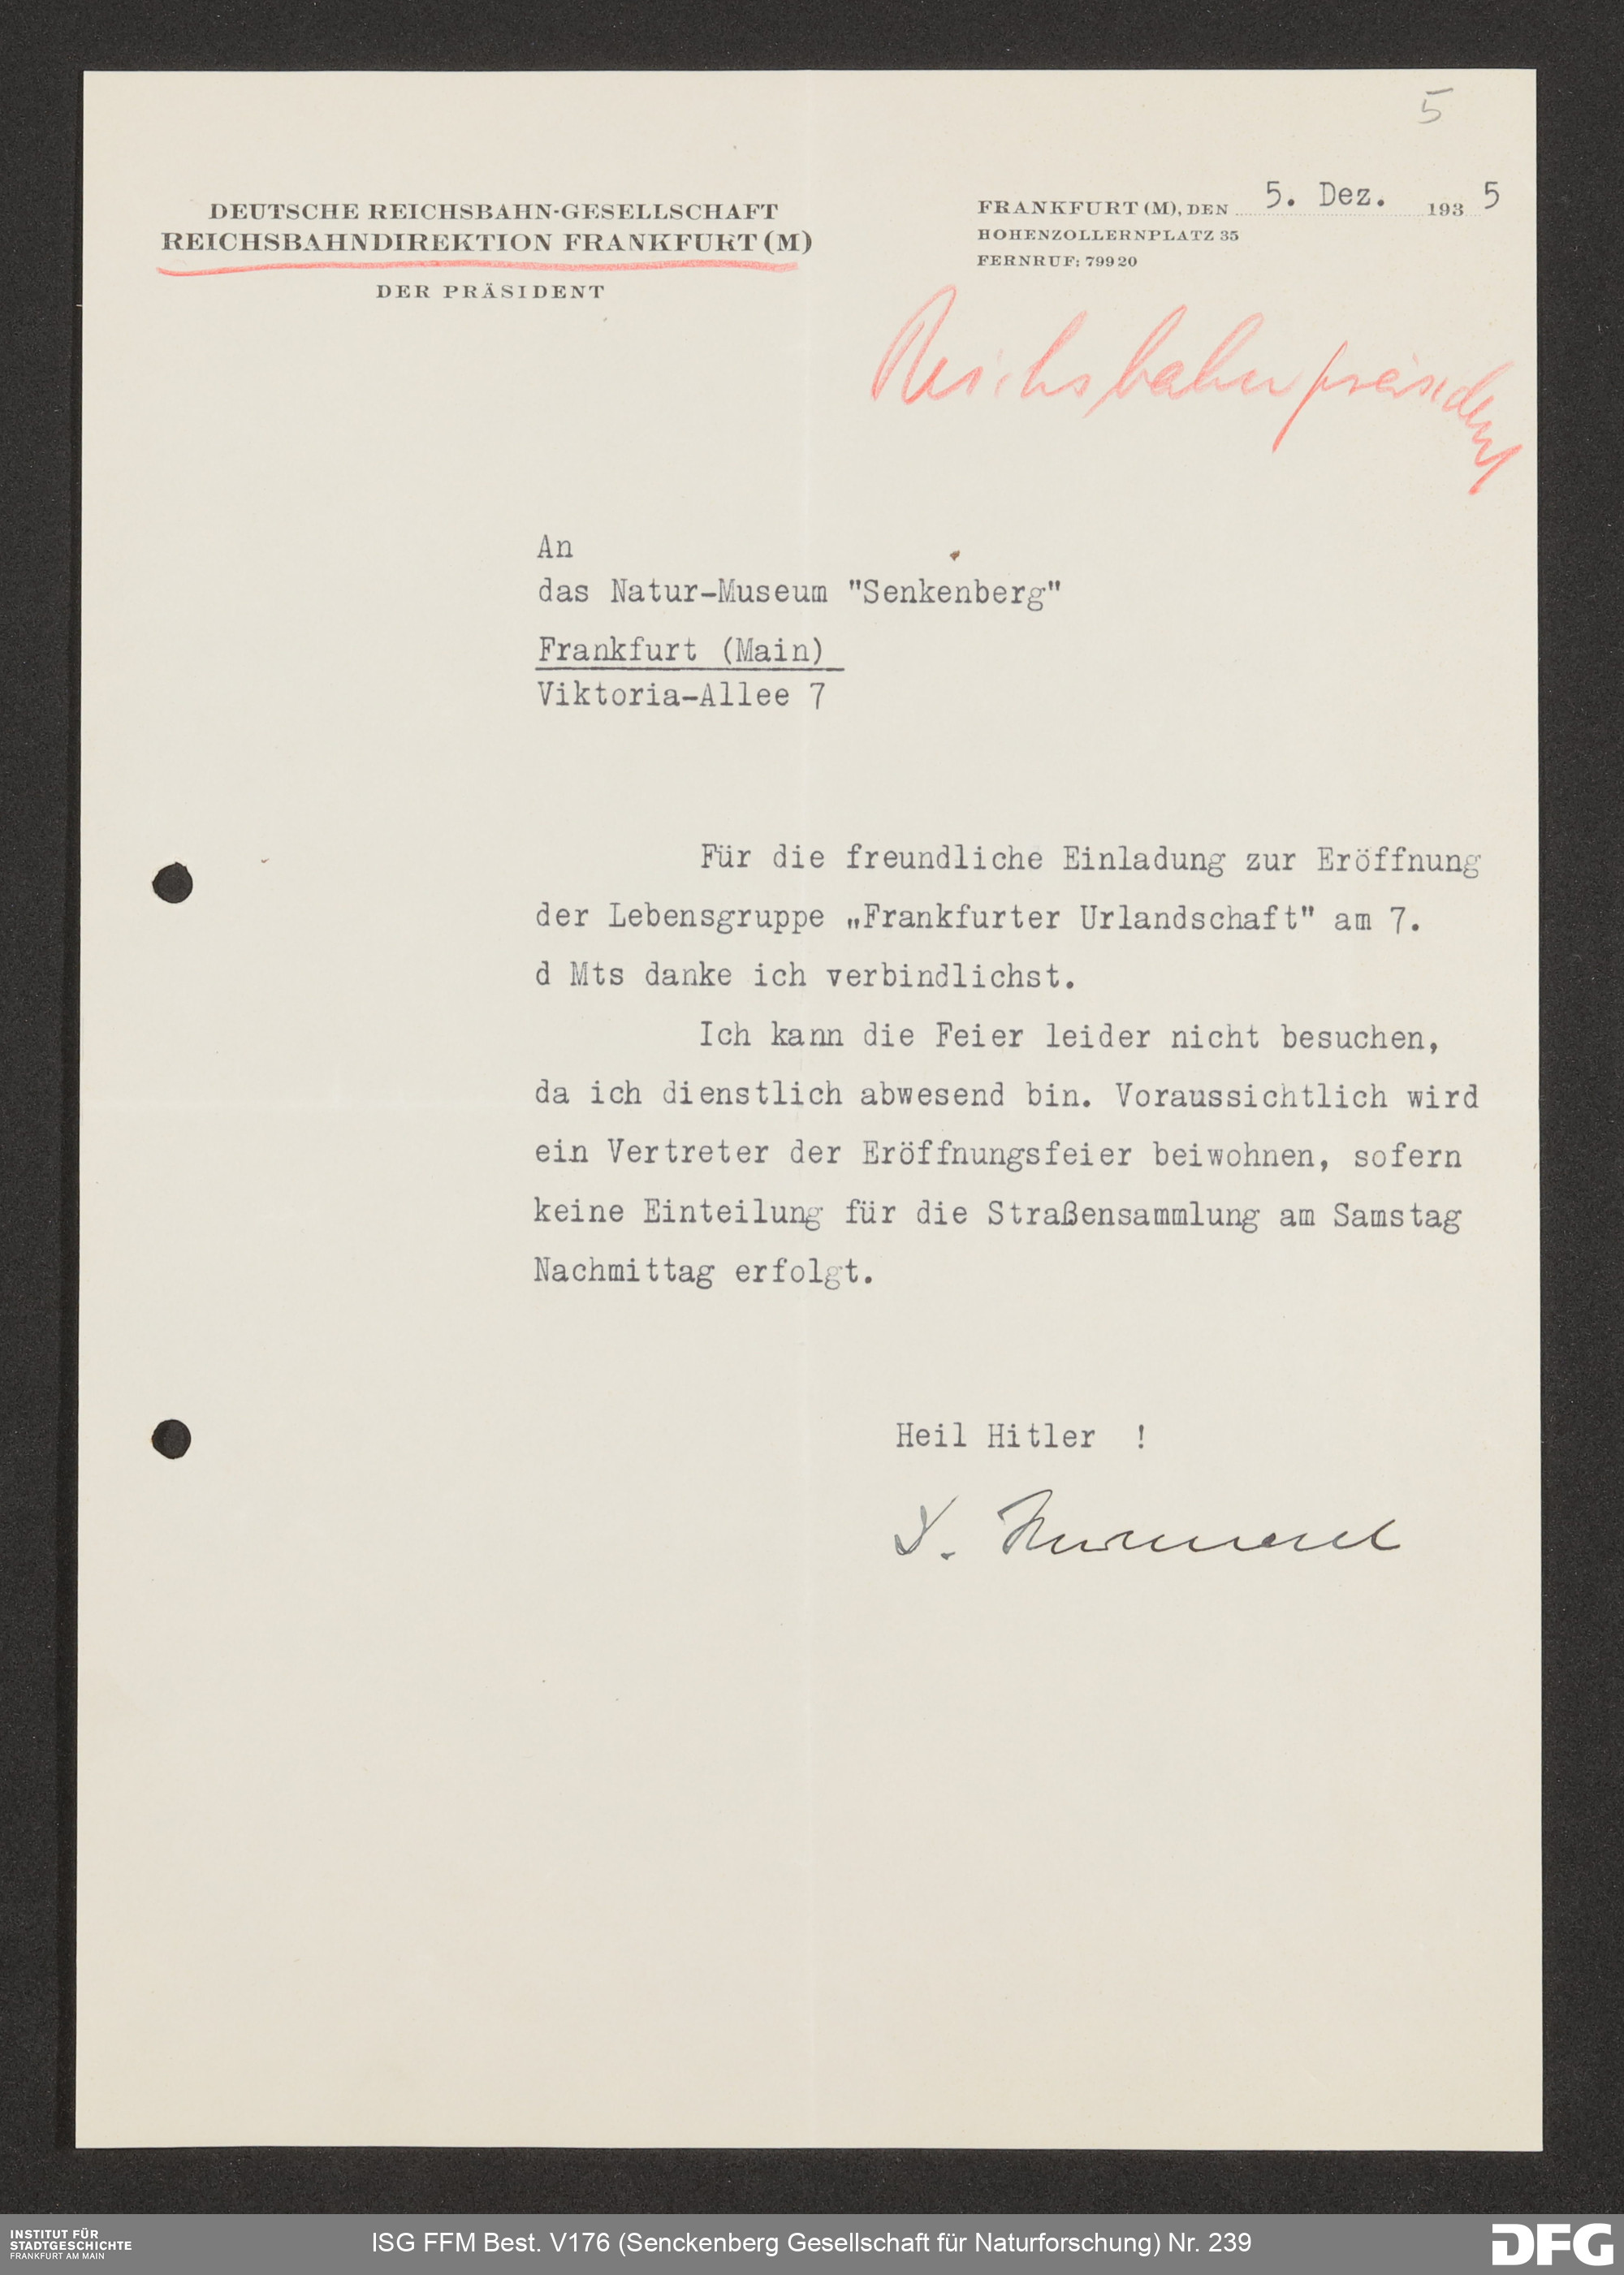 5
DEUTSCHE REICHSBAHN-GESELLSCHAFT
REICHSBAHNDIREKTION FRANKFURT (M)
DER PRÄSIDENT
FRANKFURT (M), DEN 5. Dez. 1935
HOHENZOLLERNPLATZ 35
FERNRUF: 79920
Reichsbahnpräsident
An
das Natur-Museum "Senkenberg"
Frankfurt (Main)
Viktoria-Allee 7
Für die freundliche Einladung zur Eröffnung
der Lebensgruppe „Frankfurter Urlandschaft" am 7.
d Mts danke ich verbindlichst.
Ich kann die Feier leider nicht besuchen,
da ich dienstlich abwesend bin. Voraussichtlich wird
ein Vertreter der Eröffnungsfeier beiwohnen, sofern
keine Einteilung für die Straßensammlung am Samstag
Nachmittag erfolgt.
Heil Hitler !
INSTITUT FÜR
STADTGESCHICHTE
FRANKFURT AM MAIN
ISG FFM Best. V176 (Senckenberg Gesellschaft für Naturforschung) Nr. 239
DFG